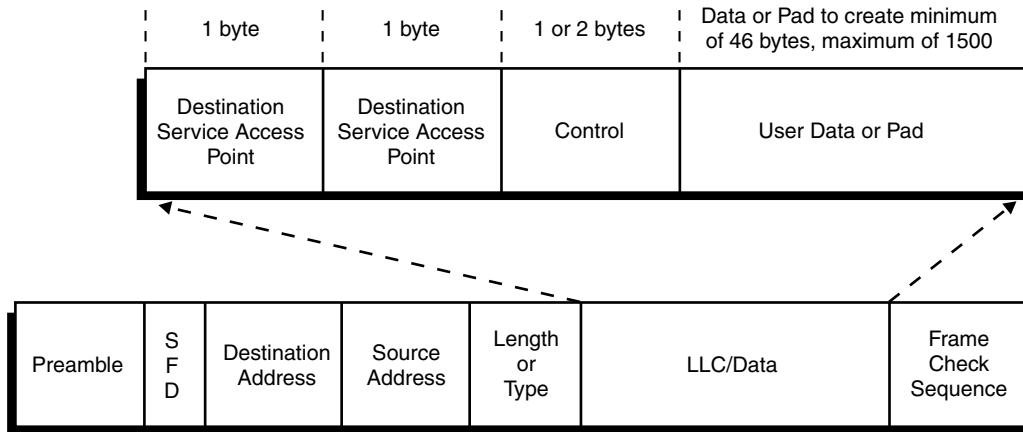 1 byte
1 byte
1 or 2 bytes
Data or Pad to create minimum
of 46 bytes, maximum of 1500
Destination
Service Access
Point
Destination
Service Access
Point
Control
User Data or Pad
Preamble
S
F
D
Destination
Address
Source
Address
Length
or
Type
LLC/Data
Frame
Check
Sequence